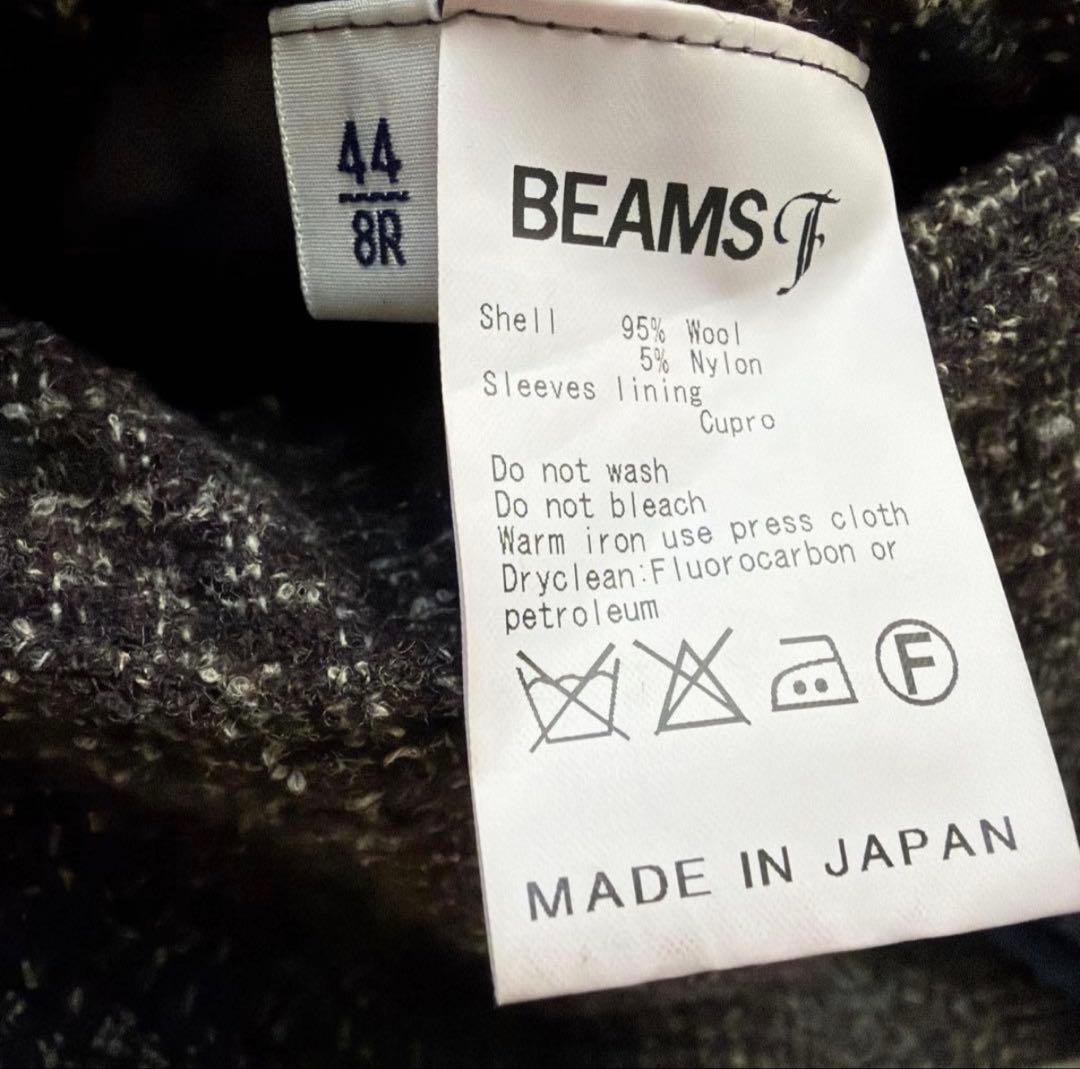 44
8R
BEAMS F
Shell 95% Wool
5% Nylon
Sleeves lining
Cupro
Do not wash
Do not bleach
Warm iron use press cloth
Dryclean:Fluorocarbon or
petroleum
F
MADE IN JAPAN